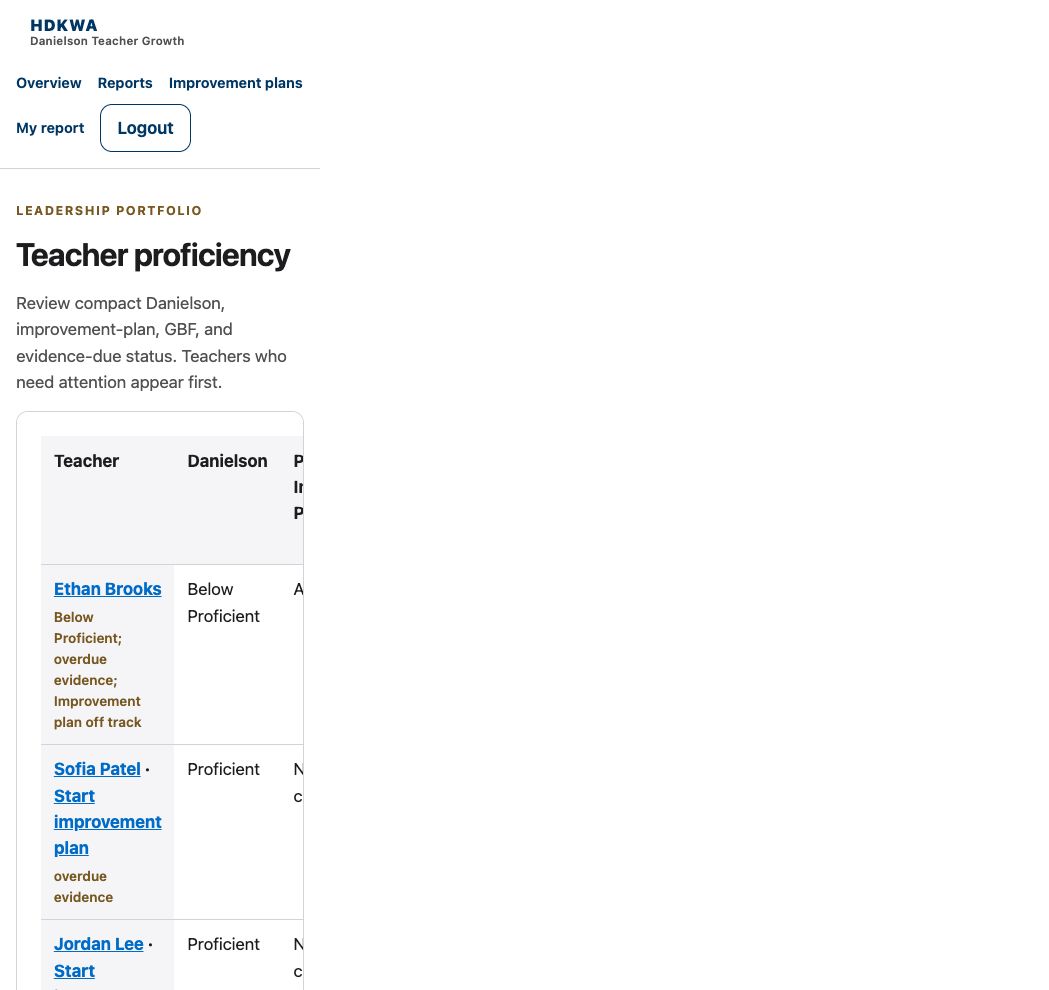 HDKWA
Danielson Teacher Growth
Overview Reports Improvement plans
My report Logout
LEADERSHIP PORTFOLIO
Teacher proficiency
Review compact Danielson,
improvement-plan, GBF, and
evidence-due status. Teachers who
need attention appear first.
Teacher Danielson
Ethan Brooks
Below
Proficient
Below
Proficient;
overdue
evidence;
Improvement
plan off track
Sofia Patel ·
Start
improvement
plan
Proficient
overdue
evidence
Jordan Lee ·
Start
Proficient